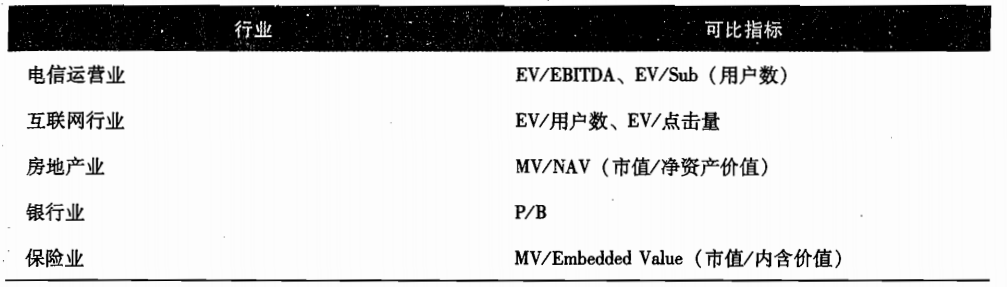 行业 可比指标
电信运营业 EV/EBITDA、EV/Sub（用户数）
互联网行业 EV/用户数、EV/点击量
房地产业 MV/NAV（市值/净资产价值）
银行业 P/B
保险业 MV/Embedded Value（市值/内含价值）